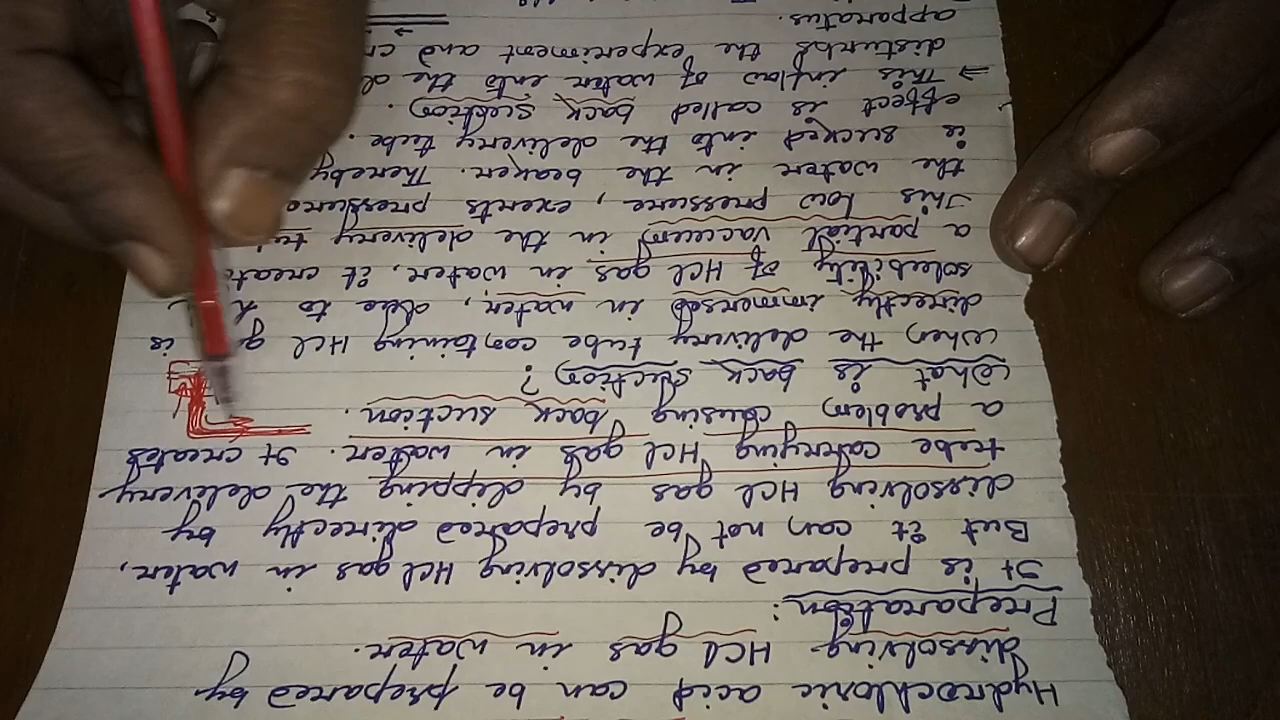 Hydrochloric acid can be prepared by
dissolving HCl gas in water.
Preparation:
It is prepared by dissolving HCl gas in water,
But it can not be prepared directly by
dissolving HCl gas by dipping the delivery
tube carrying HCl gas in water. It creates
a problem causing back suction.
What is back suction?
When the delivery tube containing HCl g is
directly immersed in water, due to h
solubility of HCl gas in water, it creat
a partial vaccum in the delivery tu
This low pressure, exerts pressure
the water in the beaker. Thereby
is sucked into the delivery tube.
effect is called back suction.
→ This inflow of water into the d
disturbs the experiment and cr
apparatus.